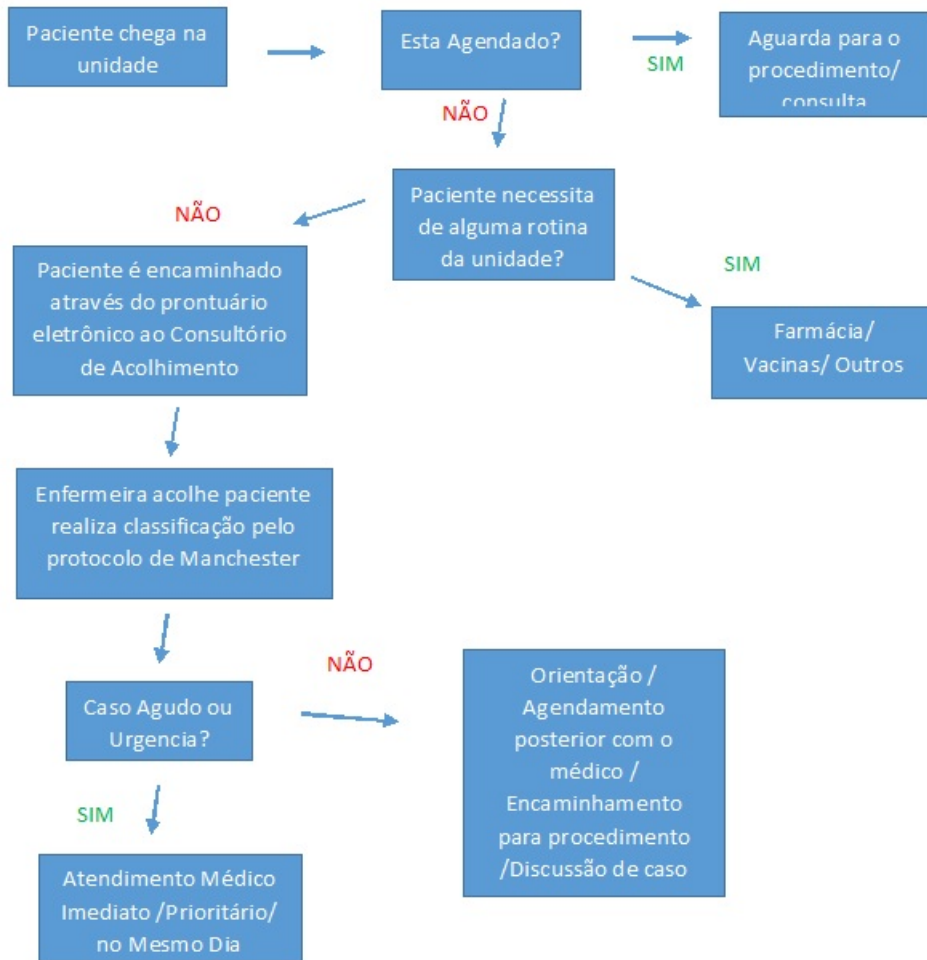 Paciente chega na
unidade
Esta Agendado?
SIM
Aguarda para o
procedimento/
consulta
NÃO
Paciente necessita
de alguma rotina
da unidade?
NÃO
SIM
Paciente é encaminhado
através do prontuário
eletrônico ao Consultório
de Acolhimento
Farmácia/
Vacinas/ Outros
Enfermeira acolhe paciente
realiza classificação pelo
protocolo de Manchester
Caso Agudo ou
Urgencia?
NÃO
Orientação /
Agendamento
posterior com o
médico /
Encaminhamento
para procedimento
/Discussão de caso
SIM
Atendimento Médico
Imediato /Prioritário/
no Mesmo Dia